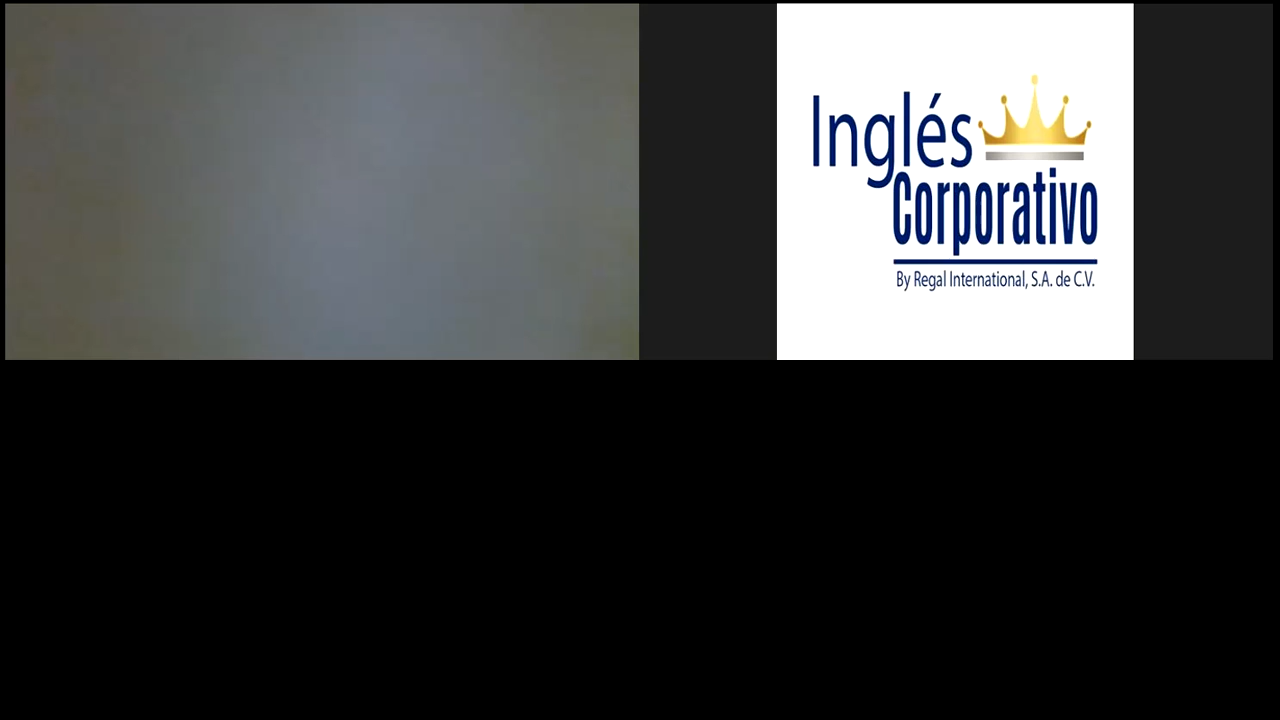 Inglés
Corporativo
By Regal International, S.A. de C.V.